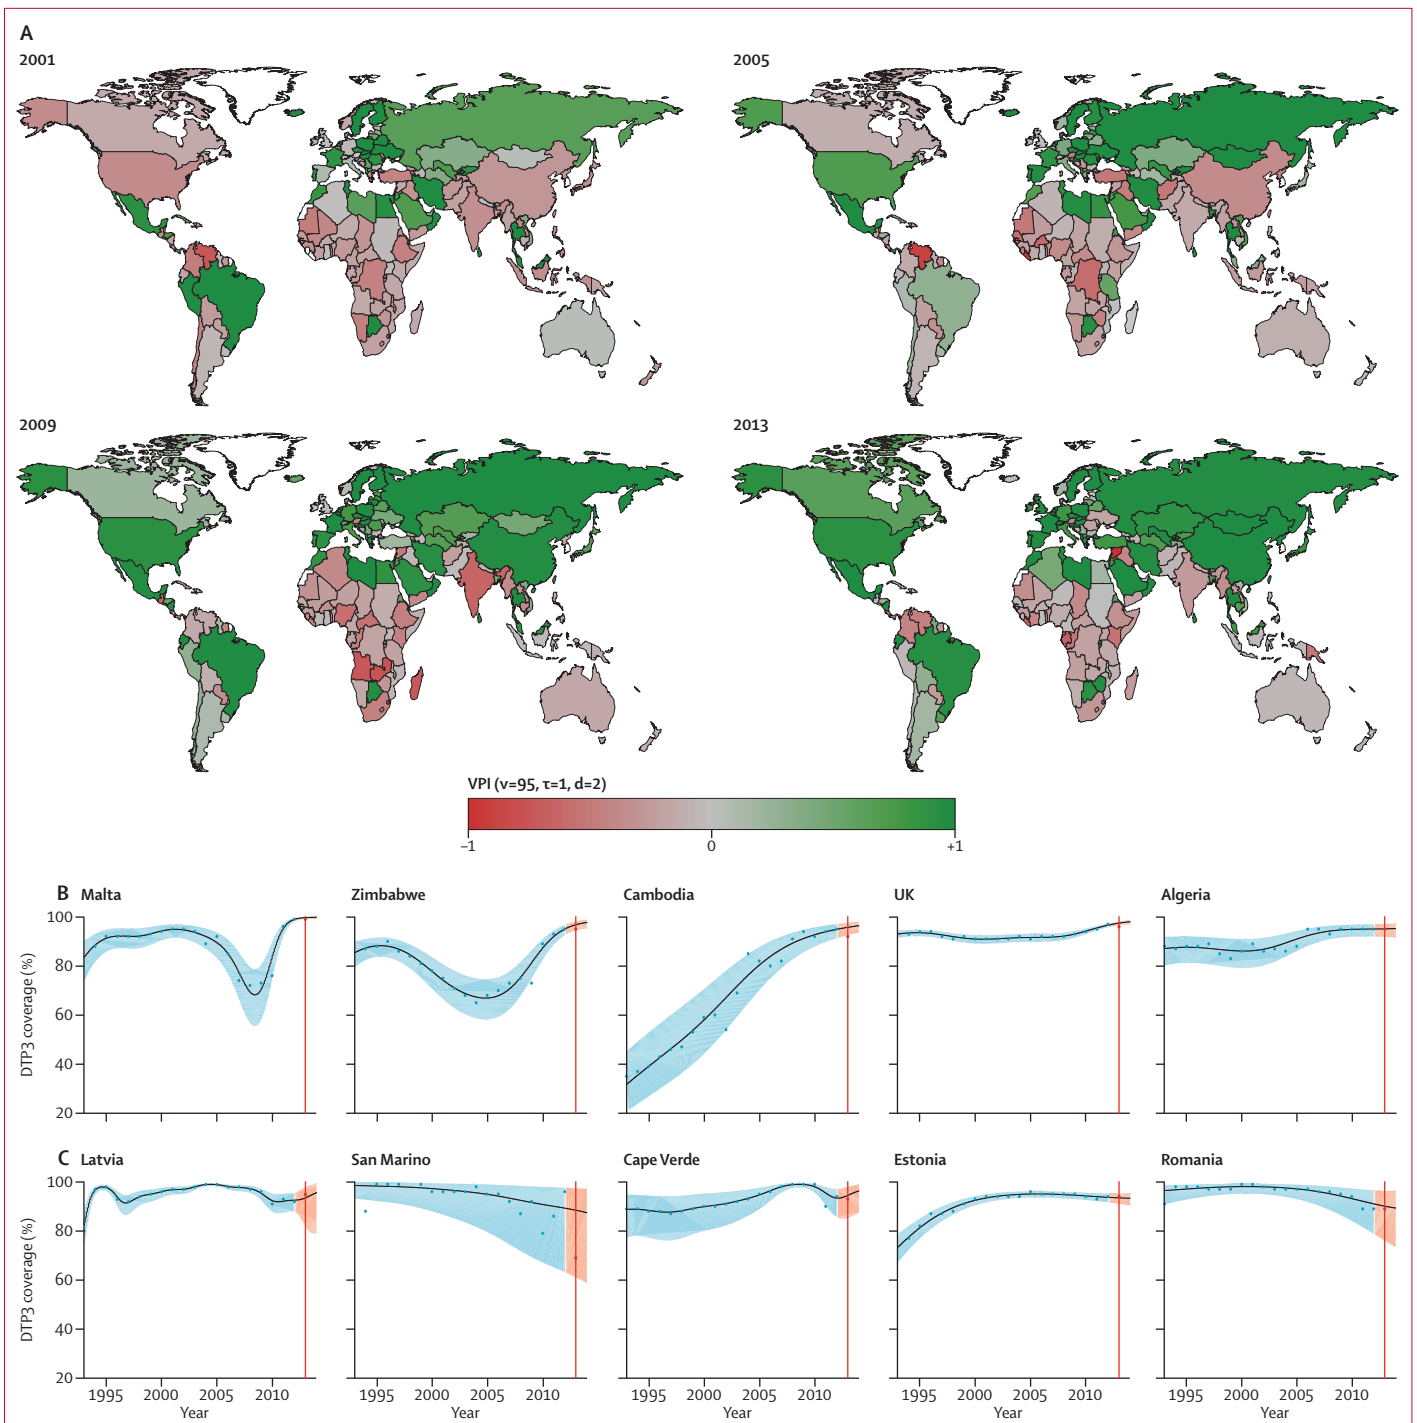 A
2001
2005
2009
2013
VPI (v=95, τ=1, d=2)
–1
0
+1
B
Malta
Zimbabwe
Cambodia
UK
Algeria
DTP3 coverage (%)
100
80
60
40
20
C
Latvia
San Marino
Cape Verde
Estonia
Romania
DTP3 coverage (%)
100
80
60
40
20
1995 2000 2005 2010
1995 2000 2005 2010
1995 2000 2005 2010
1995 2000 2005 2010
1995 2000 2005 2010
Year
Year
Year
Year
Year